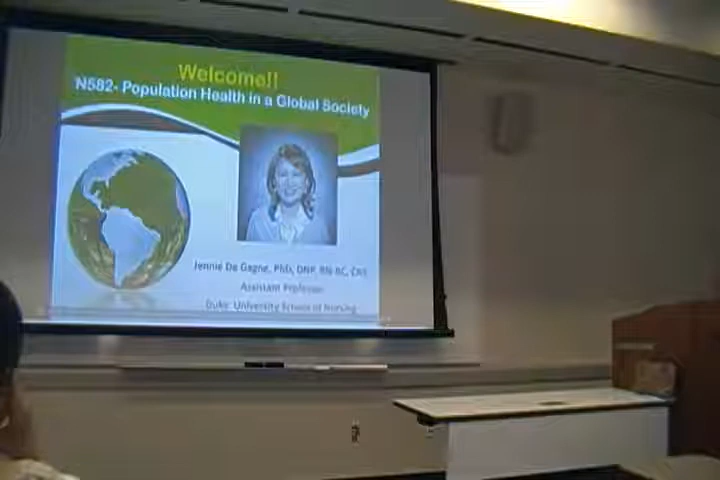 Welcome!!
N582- Population Health in a Global Society
Jennie De Gagne, PhD, DNP, RN-BC, CNE
Assistant Professor
Duke University School of Nursing